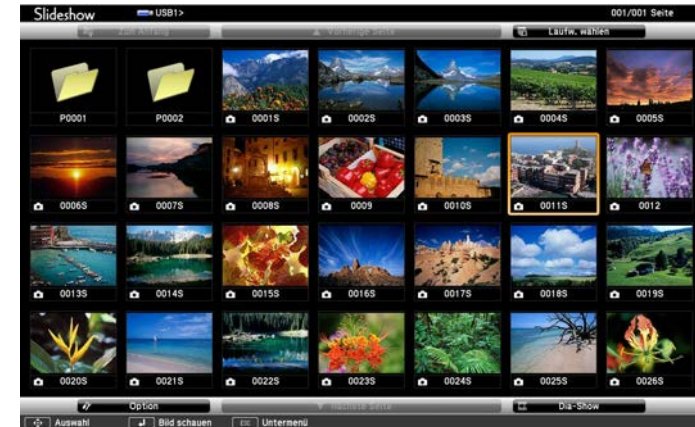 Slideshow USB1> 001/001 Seite
Zum Anfang Vorherige Seite Laufw. wählen
P0001 P0002 0001S 0002S 0003S 0004S 0005S
0006S 0007S 0008S 0009 0010S 0011S 0012
0013S 0014S 0015S 0016S 0017S 0018S 0019S
0020S 0021S 0022S 0023S 0024S 0025S 0026S
Option Nächste Seite Dia-Show
Auswahl Bild schauen Esc Untermenü